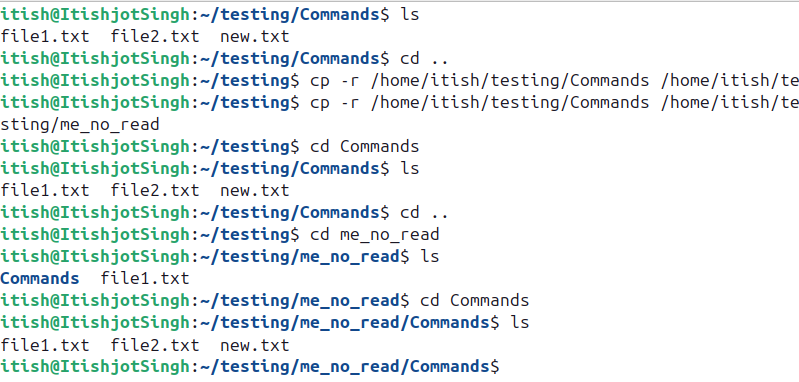 itish@ItishjotSingh:~/testing/Commands$ ls
file1.txt  file2.txt  new.txt
itish@ItishjotSingh:~/testing/Commands$ cd ..
itish@ItishjotSingh:~/testing$ cp -r /home/itish/testing/Commands /home/itish/te
itish@ItishjotSingh:~/testing$ cp -r /home/itish/testing/Commands /home/itish/te
sting/me_no_read
itish@ItishjotSingh:~/testing$ cd Commands
itish@ItishjotSingh:~/testing/Commands$ ls
file1.txt  file2.txt  new.txt
itish@ItishjotSingh:~/testing/Commands$ cd ..
itish@ItishjotSingh:~/testing$ cd me_no_read
itish@ItishjotSingh:~/testing/me_no_read$ ls
Commands  file1.txt
itish@ItishjotSingh:~/testing/me_no_read$ cd Commands
itish@ItishjotSingh:~/testing/me_no_read/Commands$ ls
file1.txt  file2.txt  new.txt
itish@ItishjotSingh:~/testing/me_no_read/Commands$